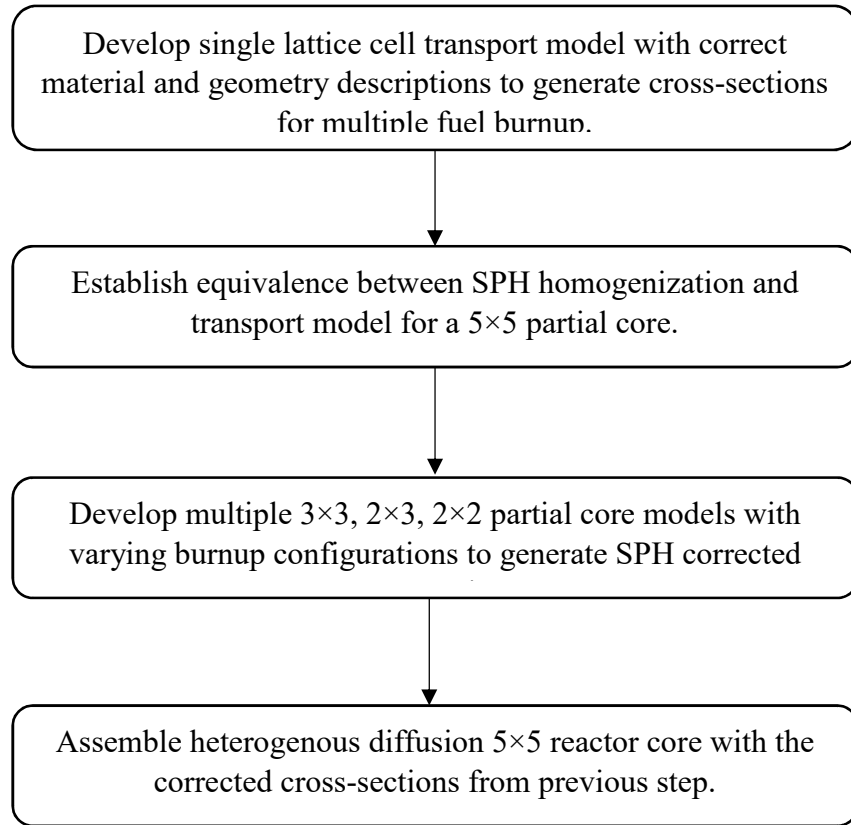 Develop single lattice cell transport model with correct
material and geometry descriptions to generate cross-sections
for multiple fuel burnup.
Establish equivalence between SPH homogenization and
transport model for a 5×5 partial core.
Develop multiple 3×3, 2×3, 2×2 partial core models with
varying burnup configurations to generate SPH corrected
Assemble heterogenous diffusion 5×5 reactor core with the
corrected cross-sections from previous step.